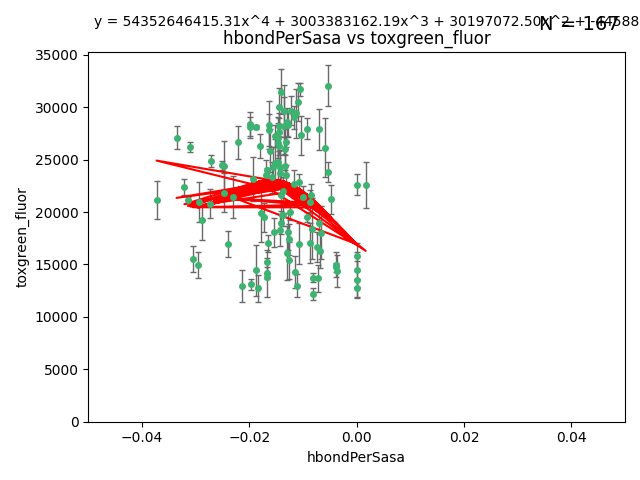 y = 54352646415.31x^4 + 3003383162.19x^3 + 30197072.50x^2 +
N = 167
hbondPerSasa vs toxgreen_fluor
35000
30000
25000
20000
15000
10000
5000
0
toxgreen_fluor
−0.04
−0.02
0.00
0.02
0.04
hbondPerSasa